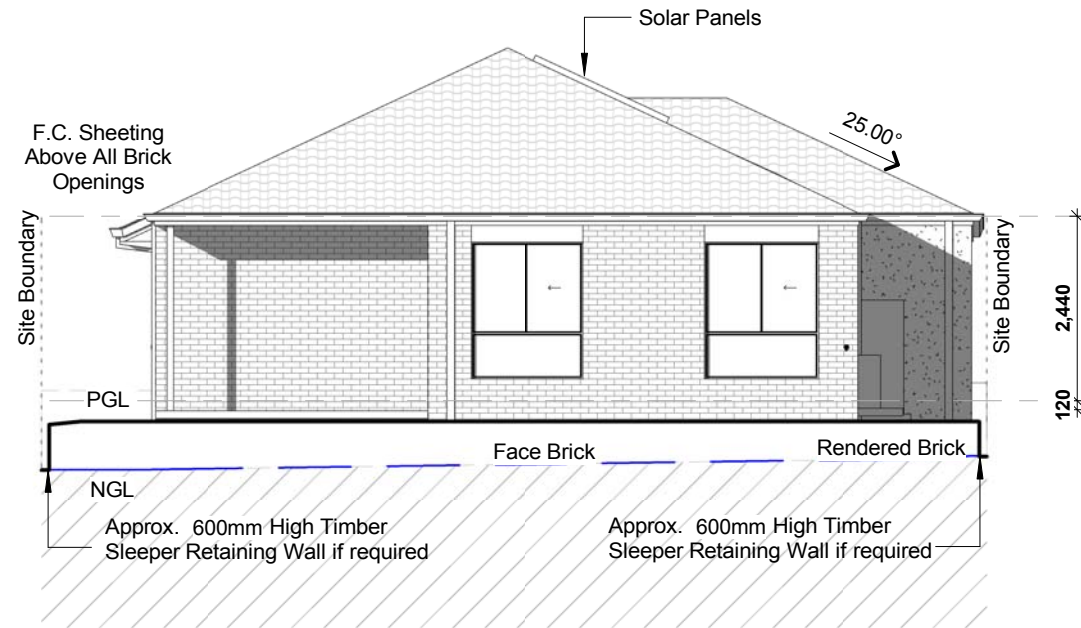 Solar Panels
25.00°
F.C. Sheeting
Above All Brick
Openings
Site Boundary
Site Boundary
2,440
120
PGL
Face Brick
Rendered Brick
NGL
Approx. 600mm High Timber
Sleeper Retaining Wall if required
Approx. 600mm High Timber
Sleeper Retaining Wall if required